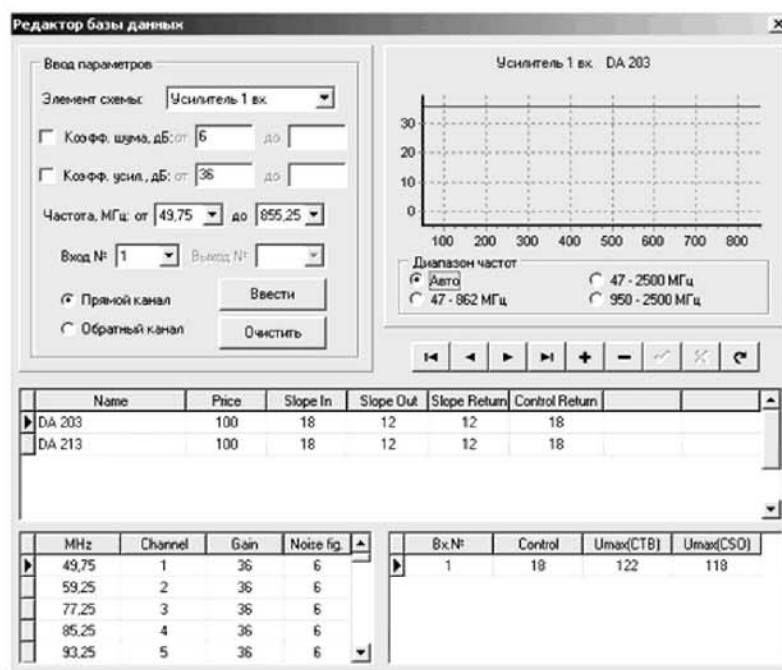 Редактор базы данных
Ввод параметров
Элемент схемы: Усилитель 1 вх
Коэфф. шума, дБ: от 6 до
Коэфф. усил., дБ: от 36 до
Частота, МГц: от 49,75 до 855,25
Вход № 1 Выход №
Прямой канал
Обратный канал
Ввести
Очистить
Усилитель 1 вх DA 203
30
20
10
0
100 200 300 400 500 600 700 800
Диапазон частот
Авто 47 - 2500 МГц
47 - 862 МГц 950 - 2500 МГц
Name Price Slope In Slope Out Slope Return Control Return
DA 203 100 18 12 12 18
DA 213 100 18 12 12 18
MHz Channel Gain Noise fig.
49,75 1 36 6
59,25 2 36 6
77,25 3 36 6
85,25 4 36 6
93,25 5 36 6
Вх.№ Control Umax(CTB) Umax(CSO)
1 18 122 118